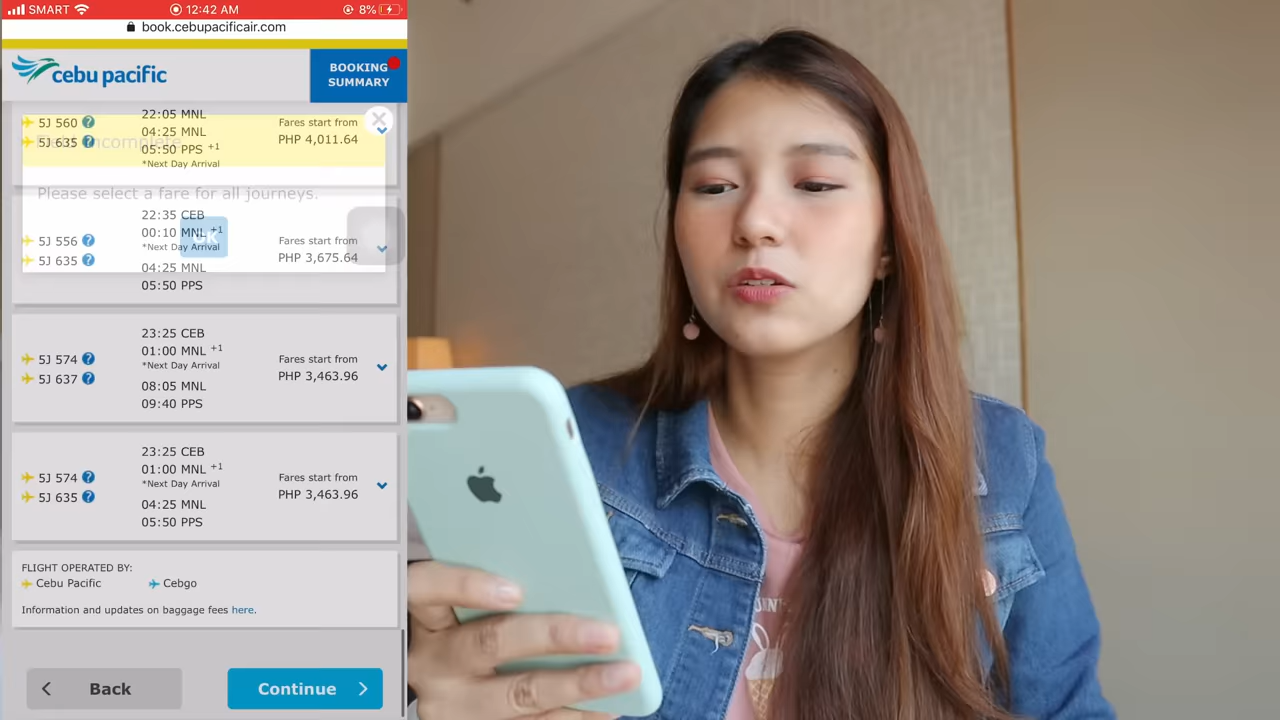 SMART 12:42 AM 8%
book.cebupacificair.com
cebu pacific
BOOKING
SUMMARY
22:05 MNL
5J 560 ? 04:25 MNL Fares start from
5J 635 ? 05:50 PPS +1 PHP 4,011.64
*Next Day Arrival
incomplete
Please select a fare for all journeys.
22:35 CEB
5J 556 ? 00:10 MNL +1 Fares start from
*Next Day Arrival
OK
5J 635 ? 04:25 MNL PHP 3,675.64
05:50 PPS
23:25 CEB
5J 574 ? 01:00 MNL +1 Fares start from
*Next Day Arrival
5J 637 ? 08:05 MNL PHP 3,463.96
09:40 PPS
23:25 CEB
5J 574 ? 01:00 MNL +1 Fares start from
*Next Day Arrival
5J 635 ? 04:25 MNL PHP 3,463.96
05:50 PPS
FLIGHT OPERATED BY:
Cebu Pacific Cebgo
Information and updates on baggage fees here.
Back Continue